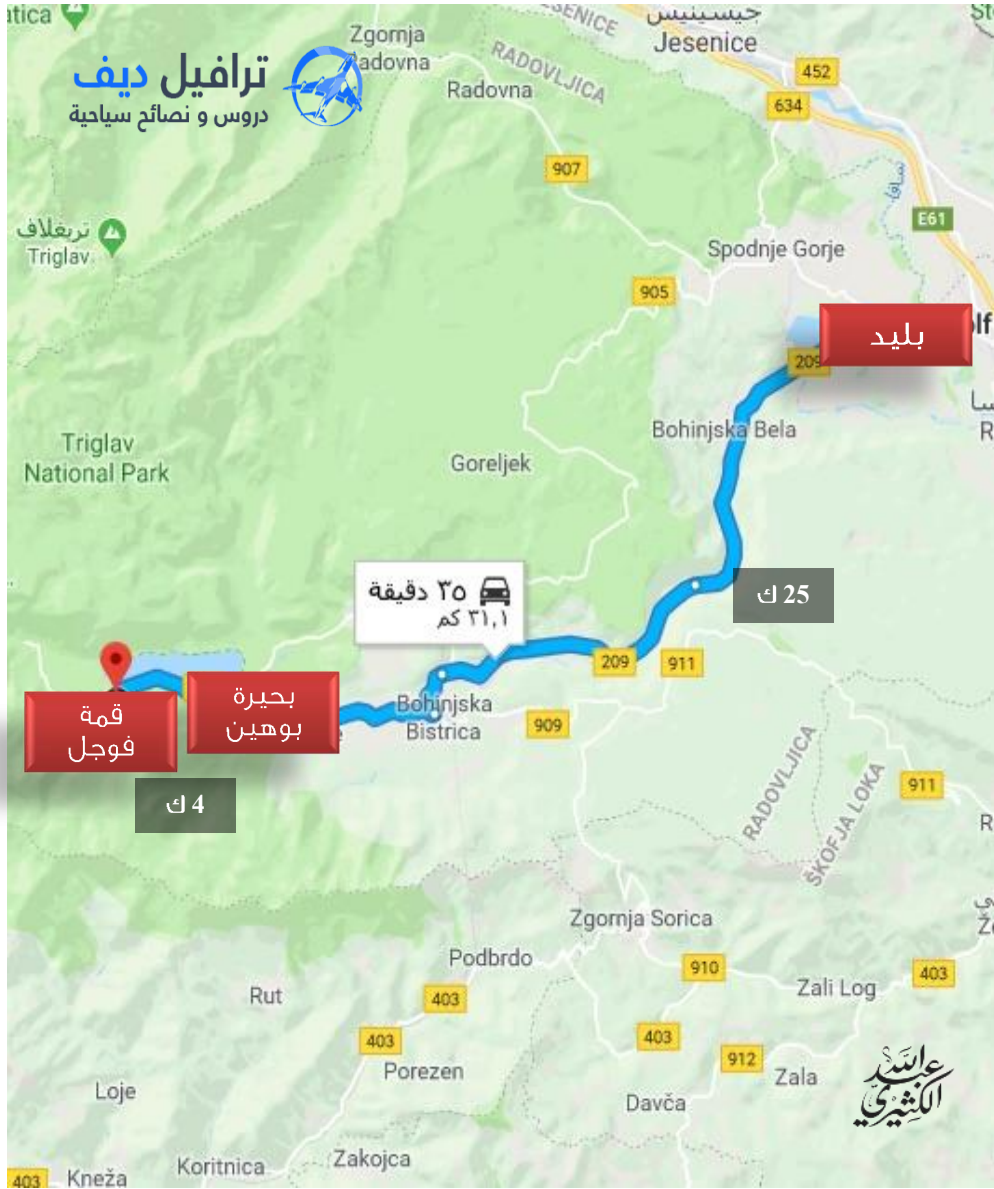 جيسينيس
Jesenice
JESENICE
RADOVLJICA
Zgornja
Radovna
452
ترافيل ديف
دروس و نصائح سياحية
634
907
تريغلاف
Triglav
سافا
E61
Spodnje Gorje
905
بليد
209
Bohinjska Bela
Triglav
National Park
Goreljek
٣٥ دقيقة
٣١,١ كم
25 ك
209
911
قمة
فوجل
بحيرة
بوهين
Bohinjska
Bistrica
909
4 ك
RADOVLJICA
ŠKOFJA LOKA
911
Zgornja Sorica
Podbrdo
910
403
Zali Log
Rut
403
403
403
912
Porezen
Zala
Loje
Davča
عبدالله
الكثيري
Zakojca
Koritnica
403
Kneža